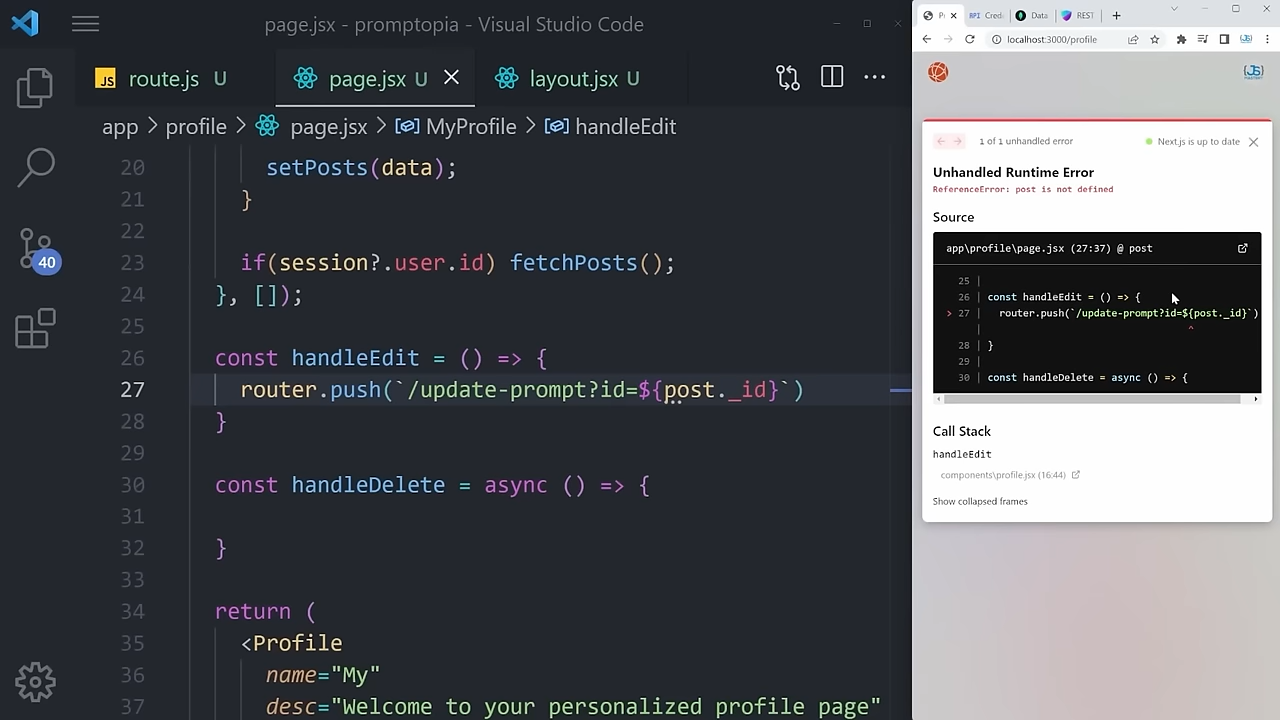 page.jsx - promptopia - Visual Studio Code
JS route.js U
page.jsx U
layout.jsx U
app > profile > page.jsx > MyProfile > handleEdit
20 setPosts(data);
21 }
22
23 if(session?.user.id) fetchPosts();
24 }, []);
25
26 const handleEdit = () => {
27 router.push(`/update-prompt?id=${post._id}`)
28 }
29
30 const handleDelete = async () => {
31
32 }
33
34 return (
35 <Profile
36 name="My"
37 desc="Welcome to your personalized profile page"
40
BPI Cred
Data
REST
localhost:3000/profile
JS
1 of 1 unhandled error
Next.js is up to date
Unhandled Runtime Error
ReferenceError: post is not defined
Source
app\profile\page.jsx (27:37) @ post
25 |
26 | const handleEdit = () => {
> 27 | router.push(`/update-prompt?id=${post._id}`)
| ^
28 | }
29 |
30 | const handleDelete = async () => {
Call Stack
handleEdit
components\profile.jsx (16:44)
Show collapsed frames